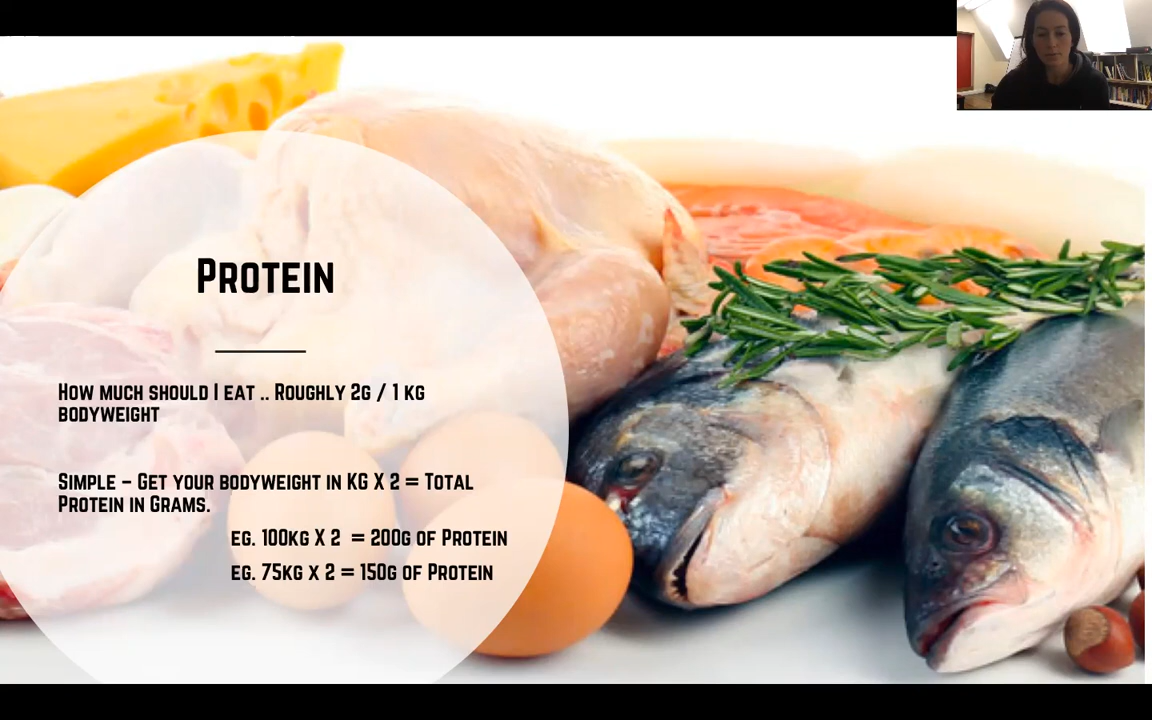 Protein
How much should I eat .. Roughly 2g / 1 kg
bodyweight
Simple – Get your bodyweight in KG X 2 = Total
Protein in Grams.
eg. 100kg X 2 = 200g of Protein
eg. 75kg x 2 = 150g of Protein